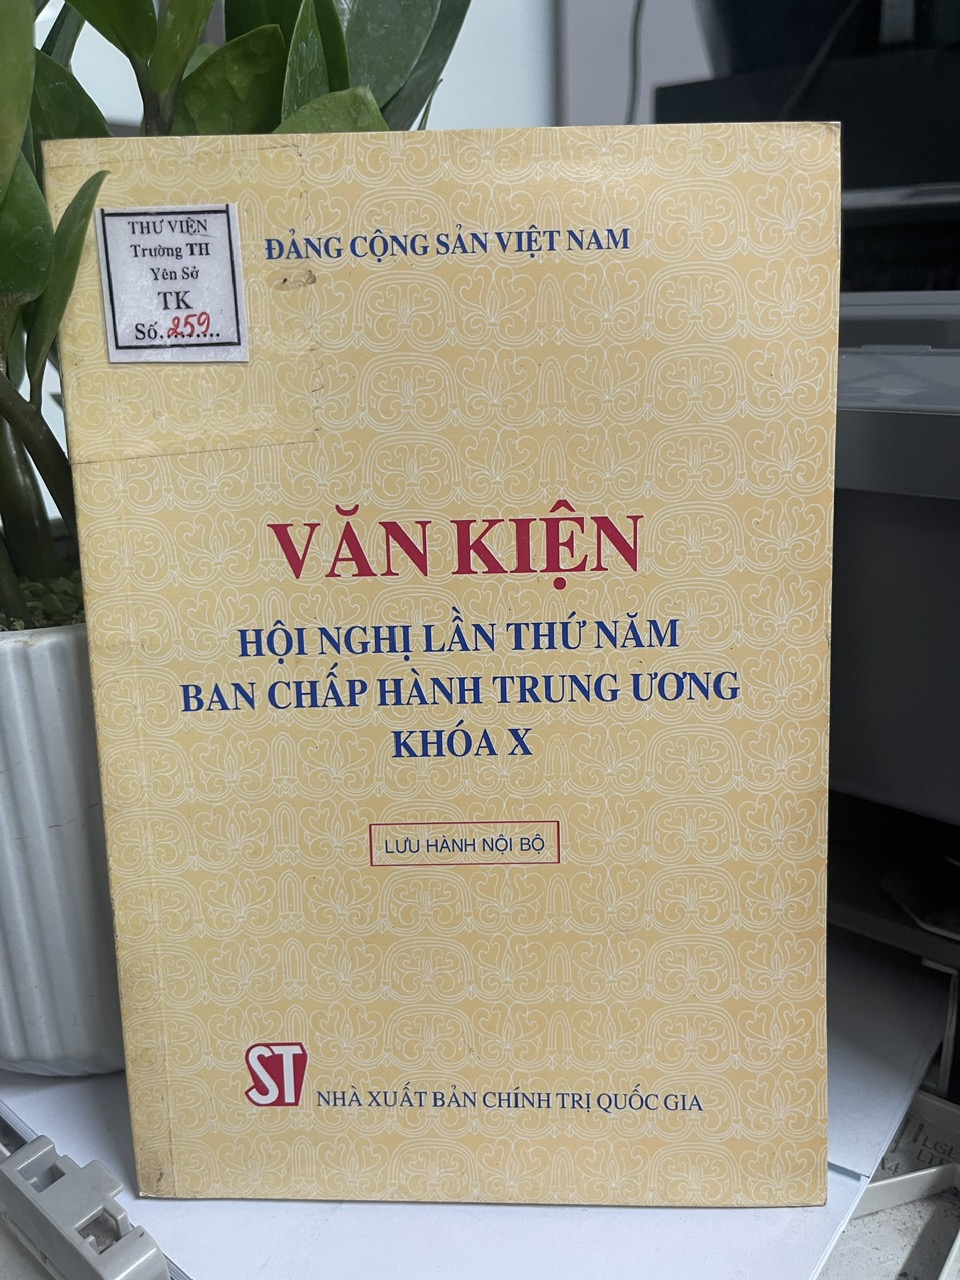 THƯ VIỆN
Trường TH
Yên Sở
TK
Số.259......
ĐẢNG CỘNG SẢN VIỆT NAM
VĂN KIỆN
HỘI NGHỊ LẦN THỨ NĂM
BAN CHẤP HÀNH TRUNG ƯƠNG
KHÓA X
LƯU HÀNH NỘI BỘ
ST
NHÀ XUẤT BẢN CHÍNH TRỊ QUỐC GIA
LGL
A4